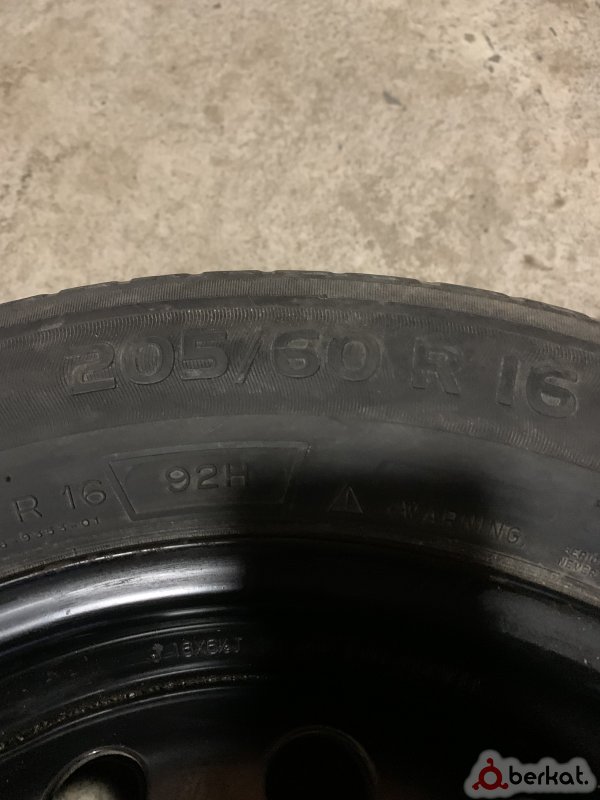 205/60 R 16
R 16 92H WARNING
16X6½J
berkat.